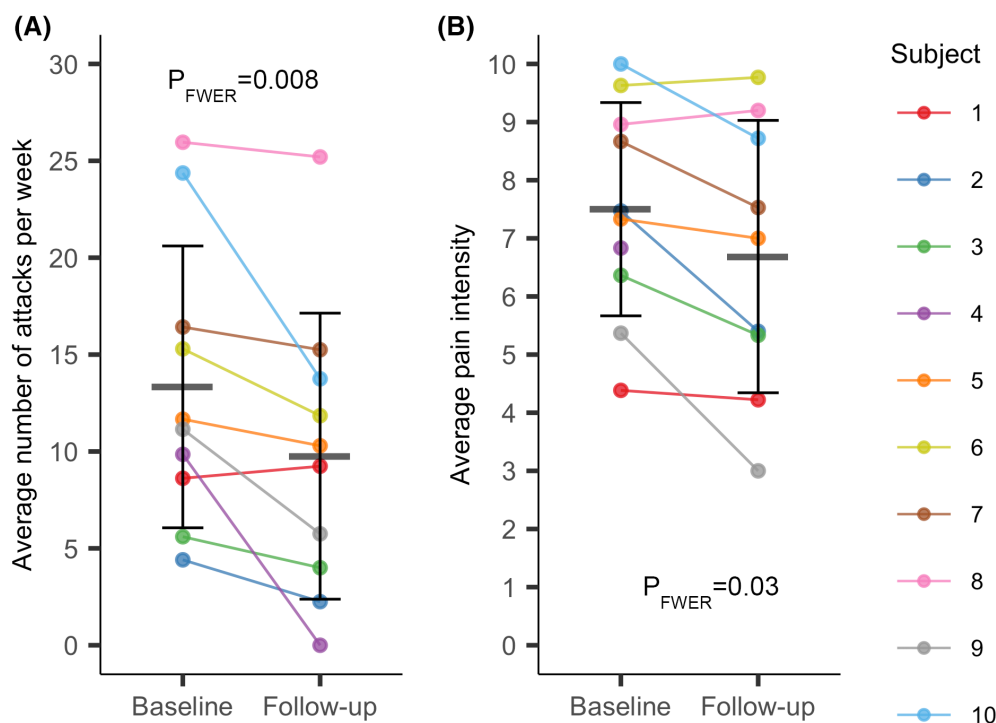 (A)
Average number of attacks per week
30
25
20
15
10
5
0
P_FWER=0.008
Baseline
Follow-up
(B)
Average pain intensity
10
9
8
7
6
5
4
3
2
1
0
P_FWER=0.03
Baseline
Follow-up
Subject
1
2
3
4
5
6
7
8
9
10